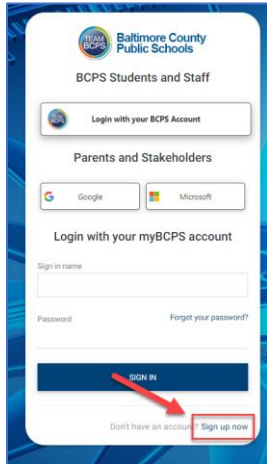 TEAM
BCPS
Baltimore County
Public Schools
BCPS Students and Staff
Login with your BCPS Account
Parents and Stakeholders
Google
Microsoft
Login with your myBCPS account
Sign in name
Password
Forgot your password?
SIGN IN
Don't have an account? Sign up now